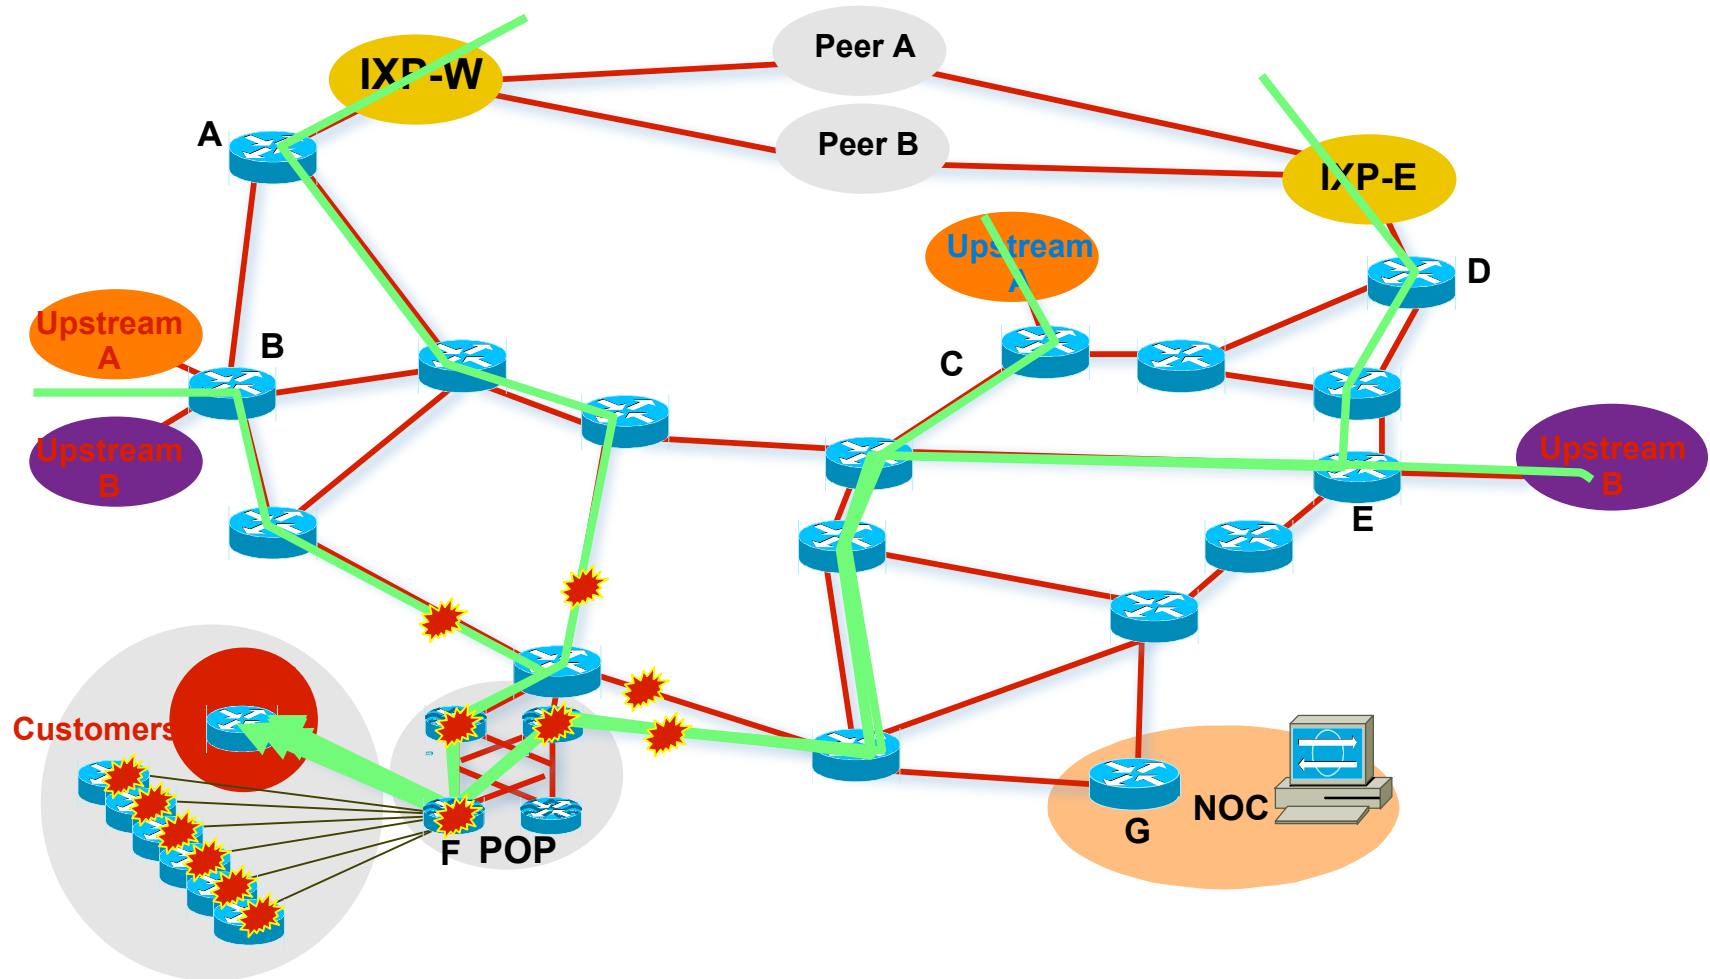 Peer A
IXP-W
A
Peer B
IXP-E
Upstream
A
D
Upstream
A
B
C
Upstream
B
Upstream
B
E
Customers
NOC
G
F
POP